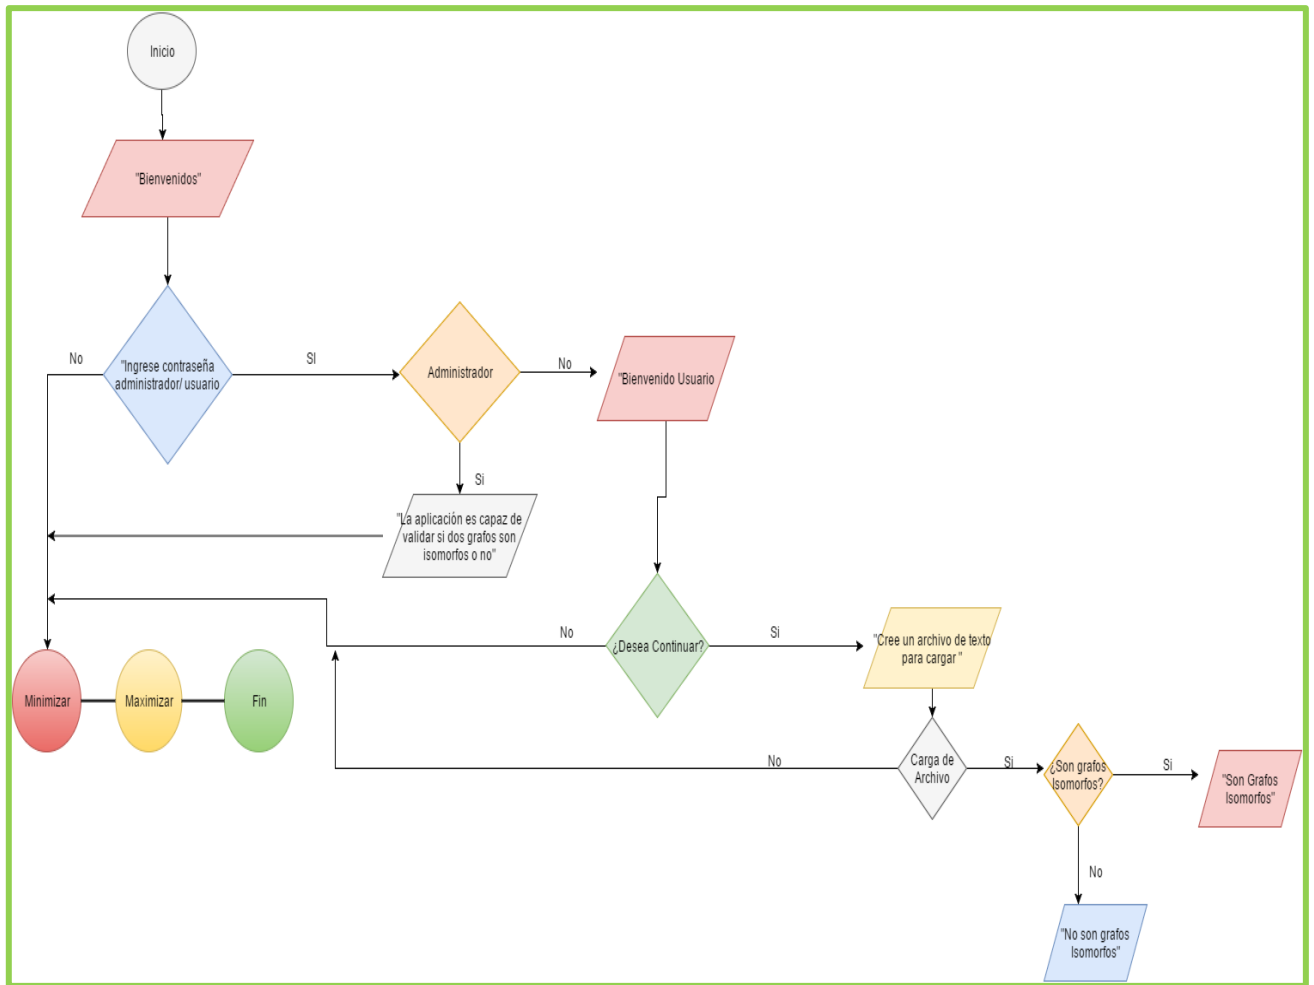 Inicio
"Bienvenidos"
No
"Ingrese contraseña
administrador/ usuario
SI
Administrador
No
"Bienvenido Usuario
Si
"La aplicación es capaz de
validar si dos grafos son
isomorfos o no"
No
¿Desea Continuar?
Si
"Cree un archivo de texto
para cargar "
Minimizar
Maximizar
Fin
No
Carga de
Archivo
Si
¿Son grafos
Isomorfos?
Si
"Son Grafos
Isomorfos"
No
"No son grafos
Isomorfos"